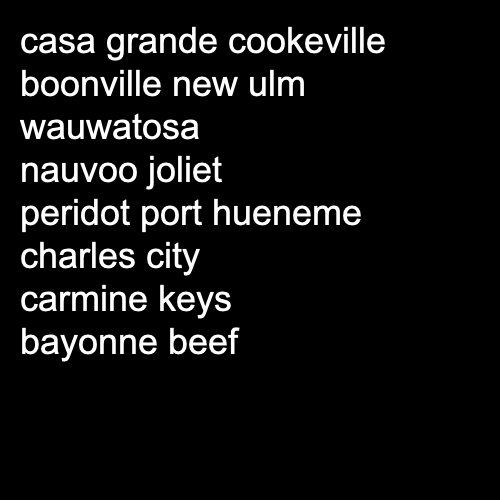 casa grande cookeville
boonville new ulm
wauwatosa
nauvoo joliet
peridot port hueneme
charles city
carmine keys
bayonne beef